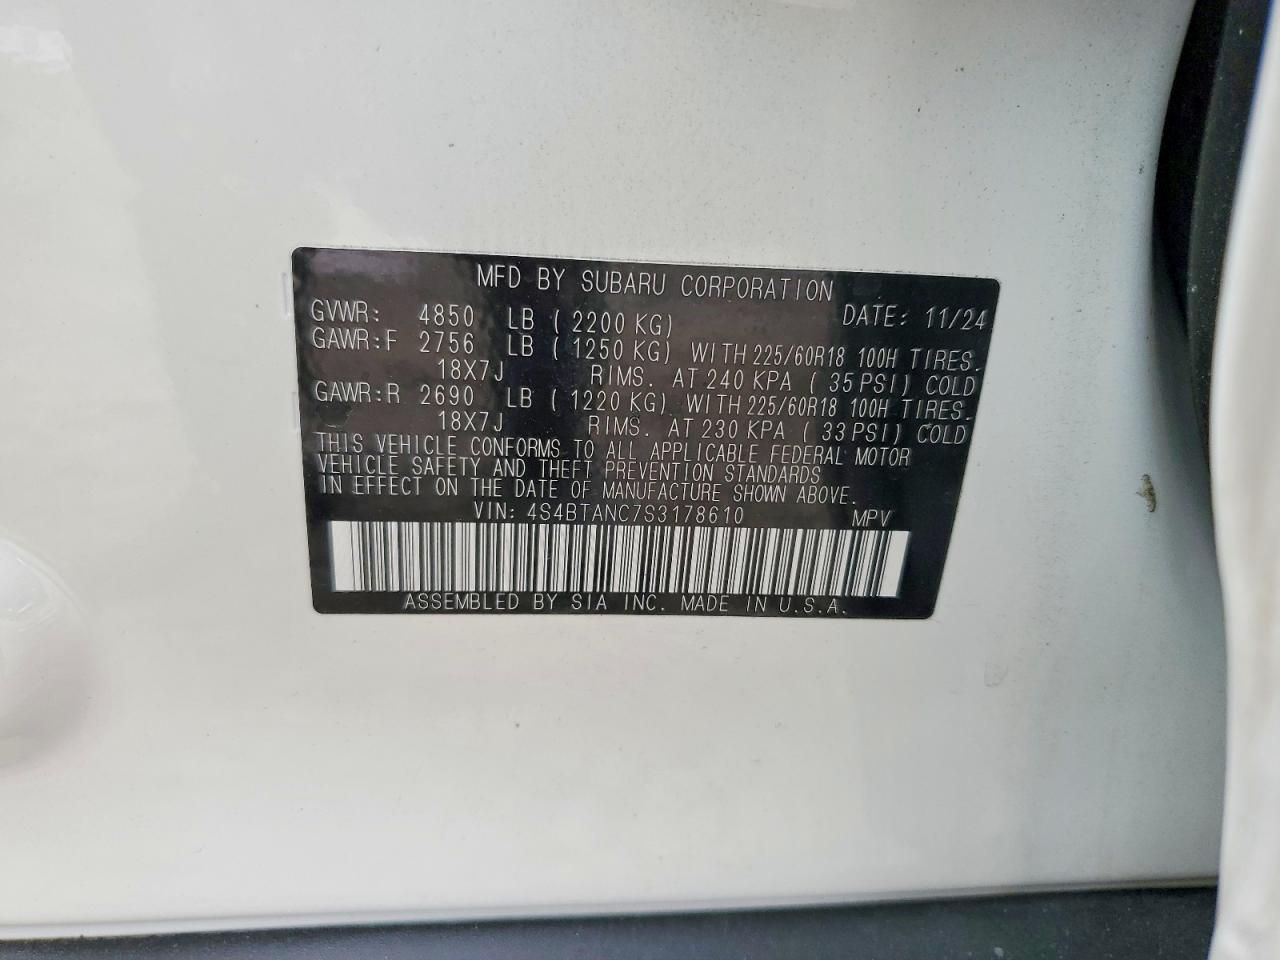 MFD BY SUBARU CORPORATION
GVWR: 4850 LB ( 2200 KG) DATE: 11/24
GAWR:F 2756 LB ( 1250 KG) WITH 225/60R18 100H TIRES.
18X7J RIMS. AT 240 KPA ( 35 PSI) COLD
GAWR:R 2690 LB ( 1220 KG) WITH 225/60R18 100H TIRES.
18X7J RIMS. AT 230 KPA ( 33 PSI) COLD
THIS VEHICLE CONFORMS TO ALL APPLICABLE FEDERAL MOTOR
VEHICLE SAFETY AND THEFT PREVENTION STANDARDS
IN EFFECT ON THE DATE OF MANUFACTURE SHOWN ABOVE.
VIN: 4S4BTANC7S3178610 MPV
ASSEMBLED BY SIA INC. MADE IN U.S.A.